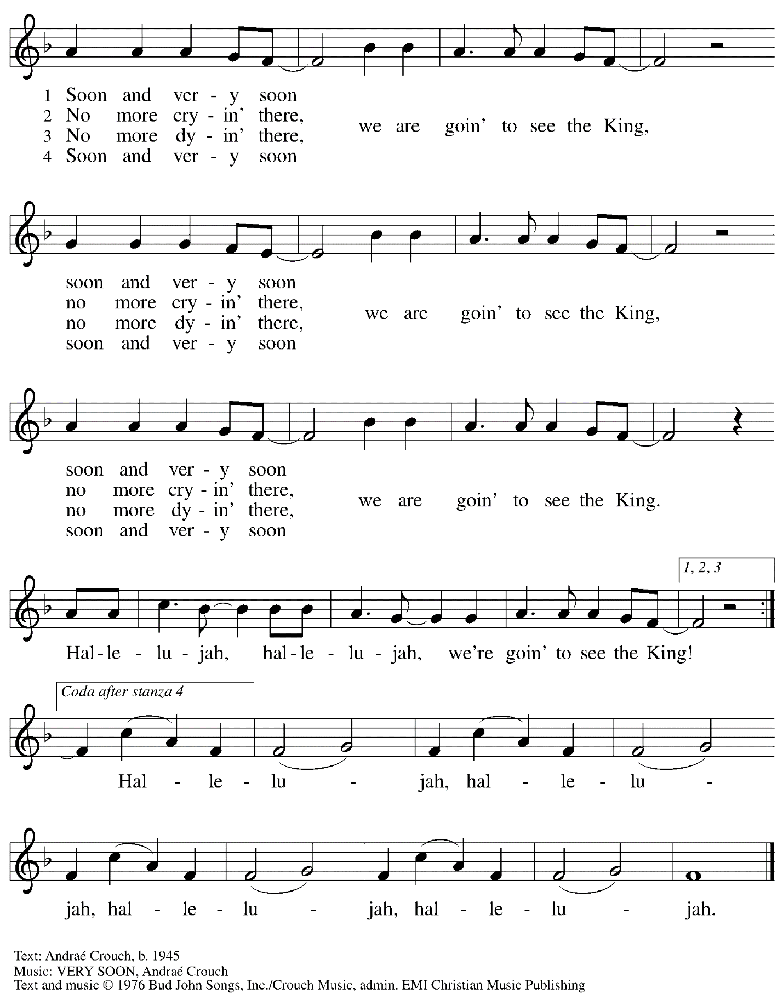 1 Soon and ver - y soon
2 No more cry - in’ there,
3 No more dy - in’ there,
4 Soon and ver - y soon
we are goin’ to see the King,
soon and ver - y soon
no more cry - in’ there,
no more dy - in’ there,
soon and ver - y soon
we are goin’ to see the King,
soon and ver - y soon
no more cry - in’ there,
no more dy - in’ there,
soon and ver - y soon
we are goin’ to see the King.
1, 2, 3
Hal - le - lu - jah, hal - le - lu - jah, we’re goin’ to see the King!
Coda after stanza 4
Hal - le - lu - jah, hal - le - lu -
jah, hal - le - lu - jah, hal - le - lu - jah.
Text: Andraé Crouch, b. 1945
Music: VERY SOON, Andraé Crouch
Text and music © 1976 Bud John Songs, Inc./Crouch Music, admin. EMI Christian Music Publishing